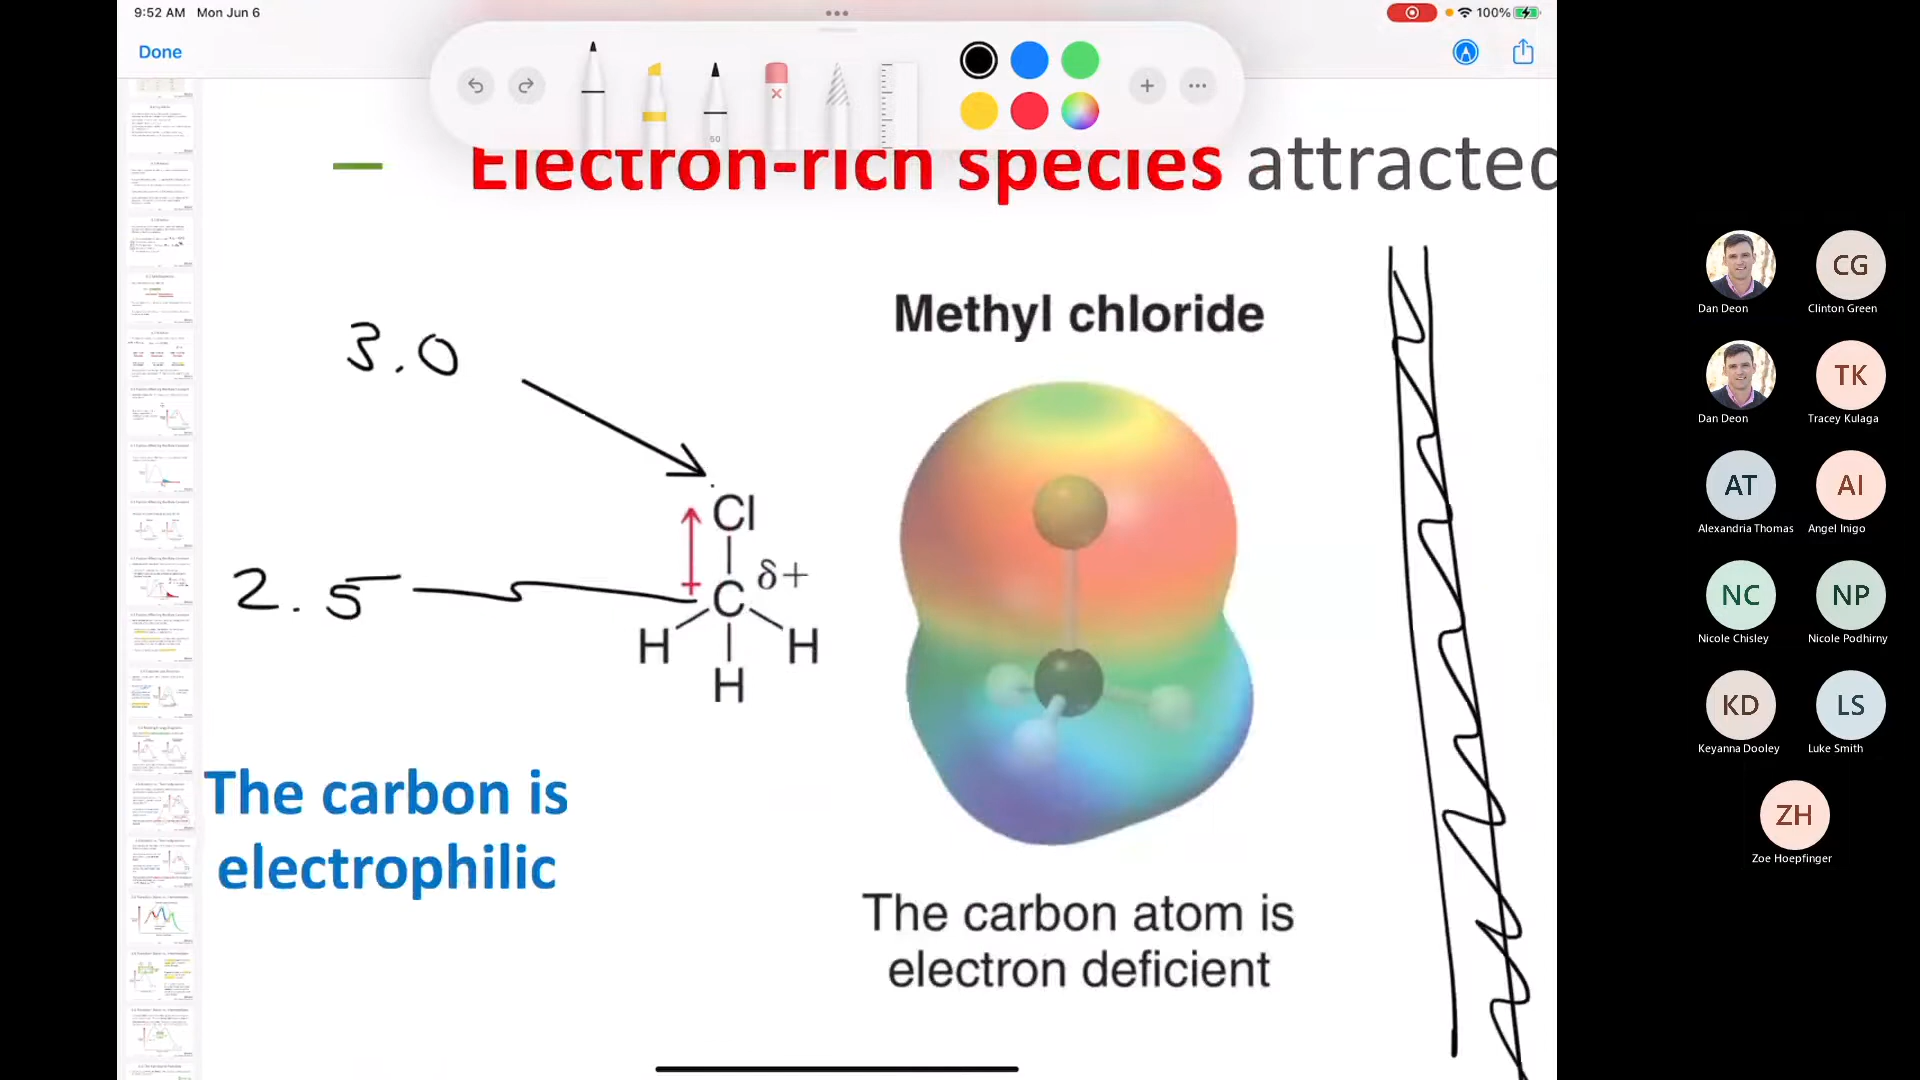 9:52 AM Mon Jun 6
100%
Done
50
Electron-rich species attracted
Methyl chloride
3.0
Cl
δ+
2.5
C
H H
H
The carbon is
electrophilic
The carbon atom is
electron deficient
Dan Deon
CG
Clinton Green
Dan Deon
TK
Tracey Kulaga
AT
Alexandria Thomas
AI
Angel Inigo
NC
Nicole Chisley
NP
Nicole Podhirny
KD
Keyanna Dooley
LS
Luke Smith
ZH
Zoe Hoepfinger